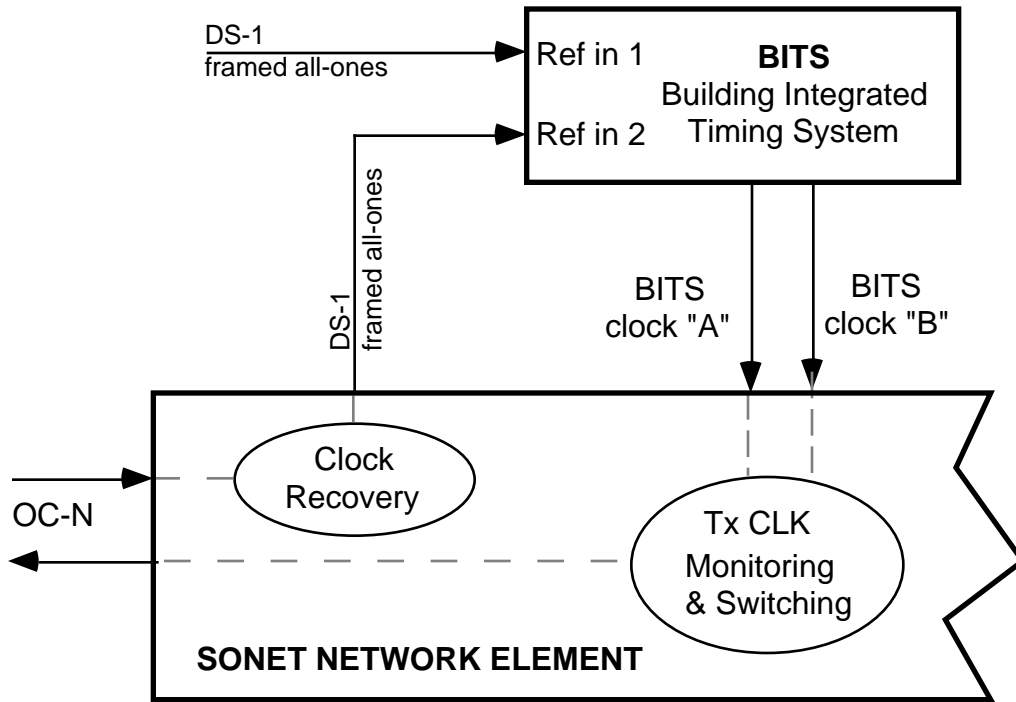 DS-1
framed all-ones
Ref in 1
BITS
Building Integrated
Timing System
Ref in 2
DS-1
framed all-ones
BITS
clock "A"
BITS
clock "B"
Clock
Recovery
OC-N
Tx CLK
Monitoring
& Switching
SONET NETWORK ELEMENT